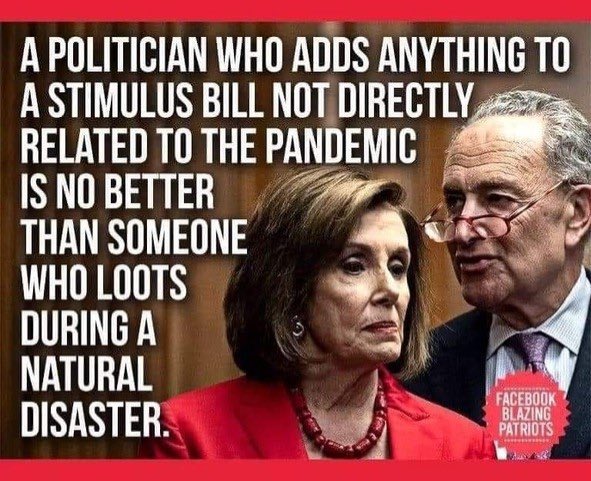 A POLITICIAN WHO ADDS ANYTHING TO
A STIMULUS BILL NOT DIRECTLY
RELATED TO THE PANDEMIC
IS NO BETTER
THAN SOMEONE
WHO LOOTS
DURING A
NATURAL
DISASTER.
FACEBOOK
BLAZING
PATRIOTS